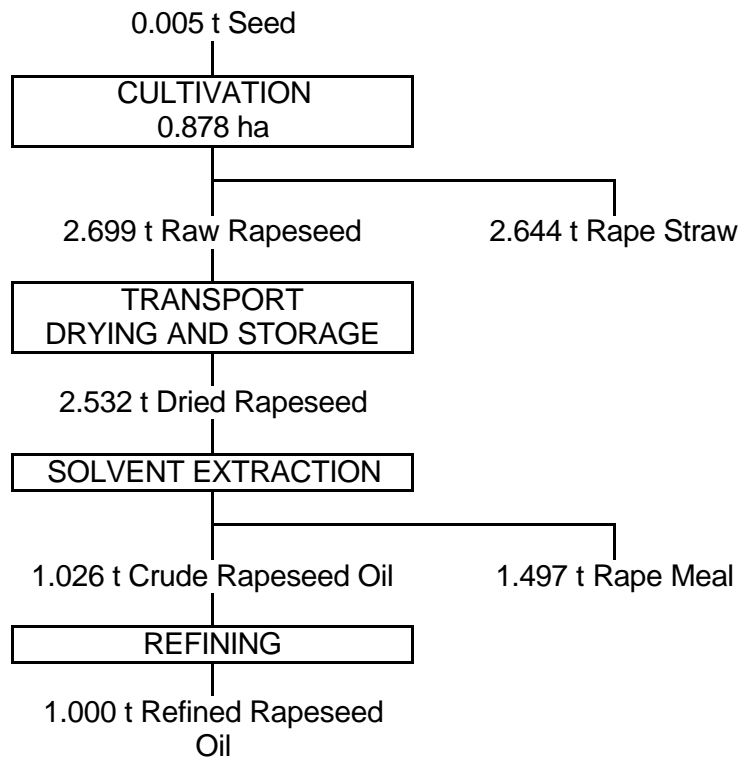 0.005 t Seed
CULTIVATION
0.878 ha
2.699 t Raw Rapeseed
2.644 t Rape Straw
TRANSPORT
DRYING AND STORAGE
2.532 t Dried Rapeseed
SOLVENT EXTRACTION
1.026 t Crude Rapeseed Oil
1.497 t Rape Meal
REFINING
1.000 t Refined Rapeseed
Oil